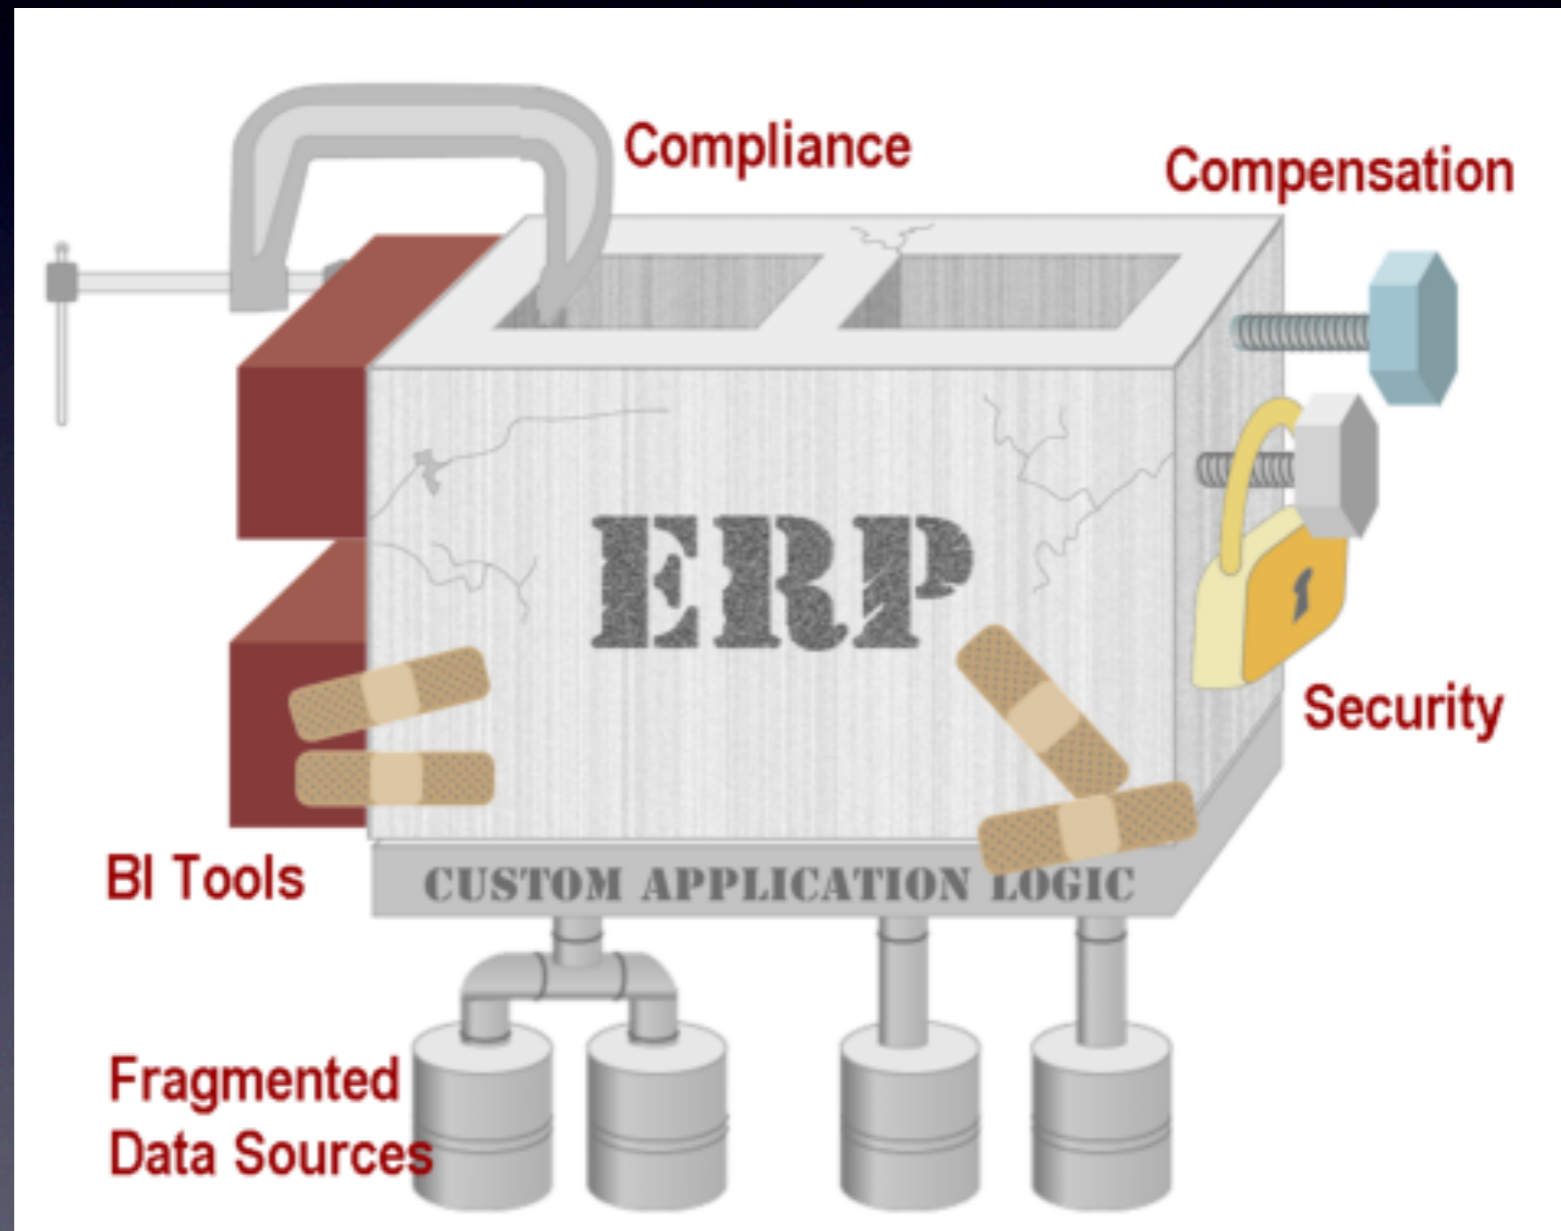 Compliance
Compensation
ERP
Security
BI Tools
CUSTOM APPLICATION LOGIC
Fragmented
Data Sources